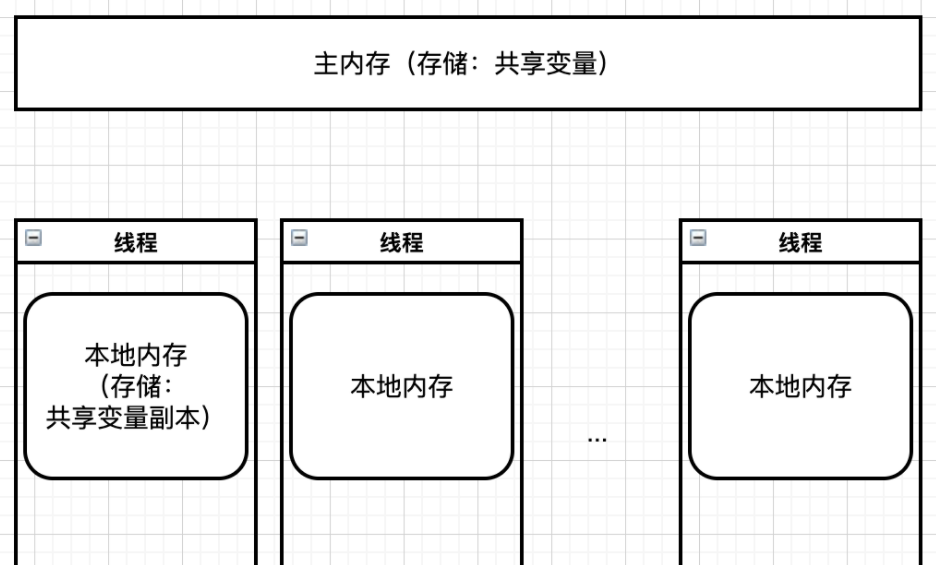 主内存（存储：共享变量）
线程
线程
线程
本地内存
（存储：
共享变量副本）
本地内存
...
本地内存